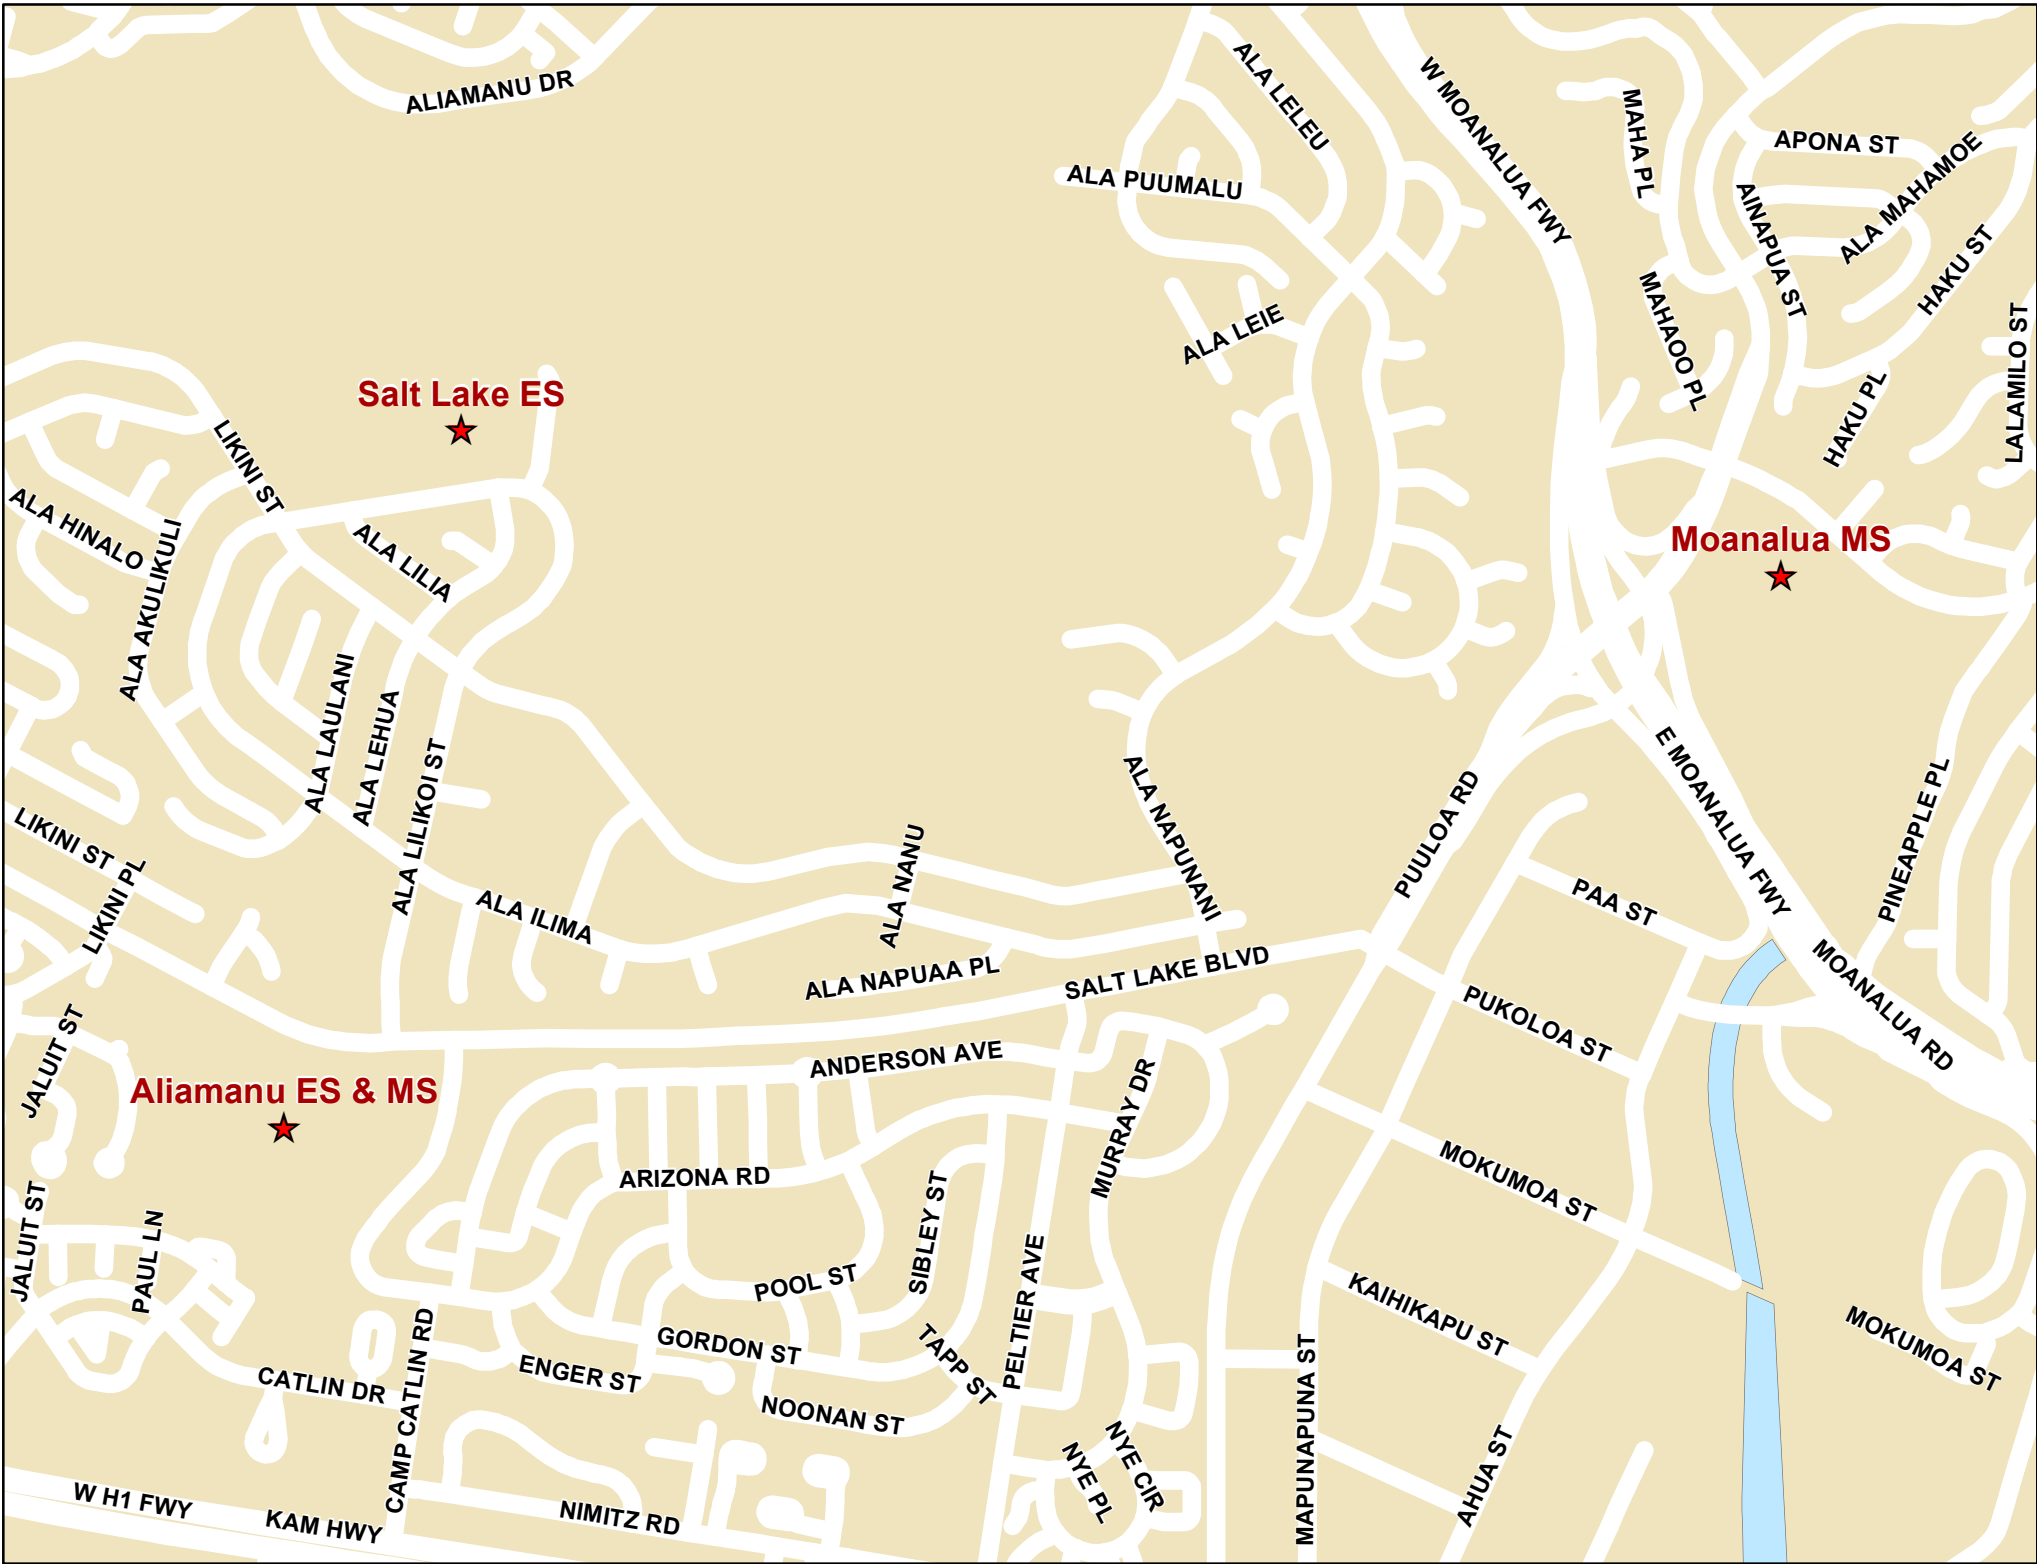 ALIAMANU DR
ALA LELEU
W MOANALUA FWY
MAHA PL
APONA ST
ALA MAHAMOE
ALA PUUMALU
AINAPUA ST
HAKU ST
MAHAOO PL
ALA LEIE
LALAMILO ST
HAKU PL
Salt Lake ES
LIKINI ST
ALA HINALO
ALA AKULIKULI
ALA LILIA
Moanalua MS
ALA LAULANI
ALA LEHUA
ALA LILIKOI ST
ALA NAPUNANI
PUULOA RD
E MOANALUA FWY
PINEAPPLE PL
LIKINI ST
LIKINI PL
ALA ILIMA
ALA NANU
PAA ST
ALA NAPUAA PL
SALT LAKE BLVD
MOANALUA RD
PUKOLOA ST
JALUIT ST
ANDERSON AVE
Aliamanu ES & MS
MURRAY DR
ARIZONA RD
MOKUMOA ST
JALUIT ST
PAUL LN
SIBLEY ST
PELTIER AVE
POOL ST
KAIHIKAPU ST
MOKUMOA ST
CAMP CATLIN RD
GORDON ST
TAPP ST
CATLIN DR
ENGER ST
NOONAN ST
MAPUNAPUNA ST
NYE PL
NYE CIR
AHUA ST
W H1 FWY
KAM HWY
NIMITZ RD